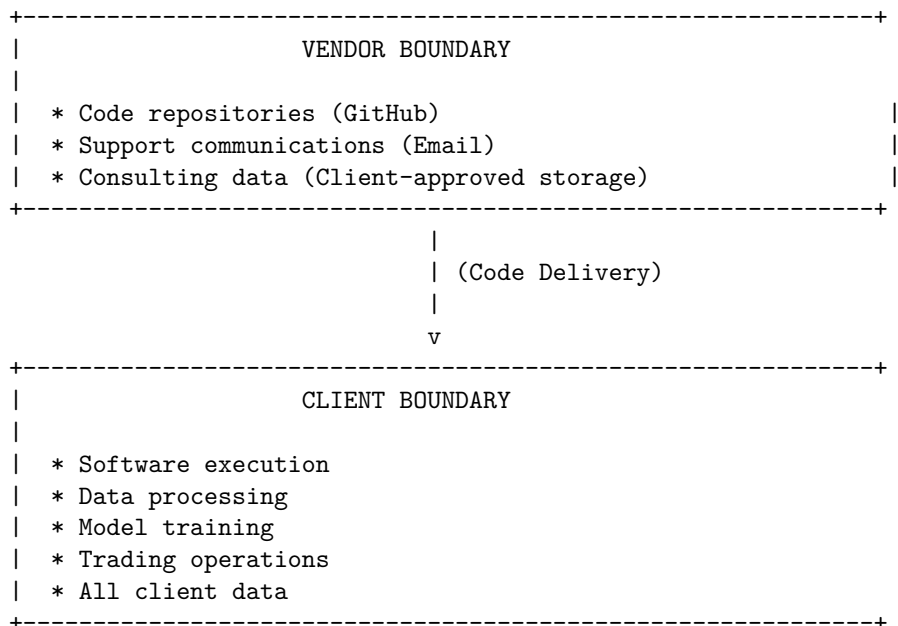 +-------------------------------------------------------------+
|                    VENDOR BOUNDARY
|
|  * Code repositories (GitHub)                                |
|  * Support communications (Email)                            |
|  * Consulting data (Client-approved storage)                 |
+-------------------------------------------------------------+
                              |
                              | (Code Delivery)
                              |
                              v
+-------------------------------------------------------------+
|                    CLIENT BOUNDARY
|
|  * Software execution
|  * Data processing
|  * Model training
|  * Trading operations
|  * All client data
+-------------------------------------------------------------+